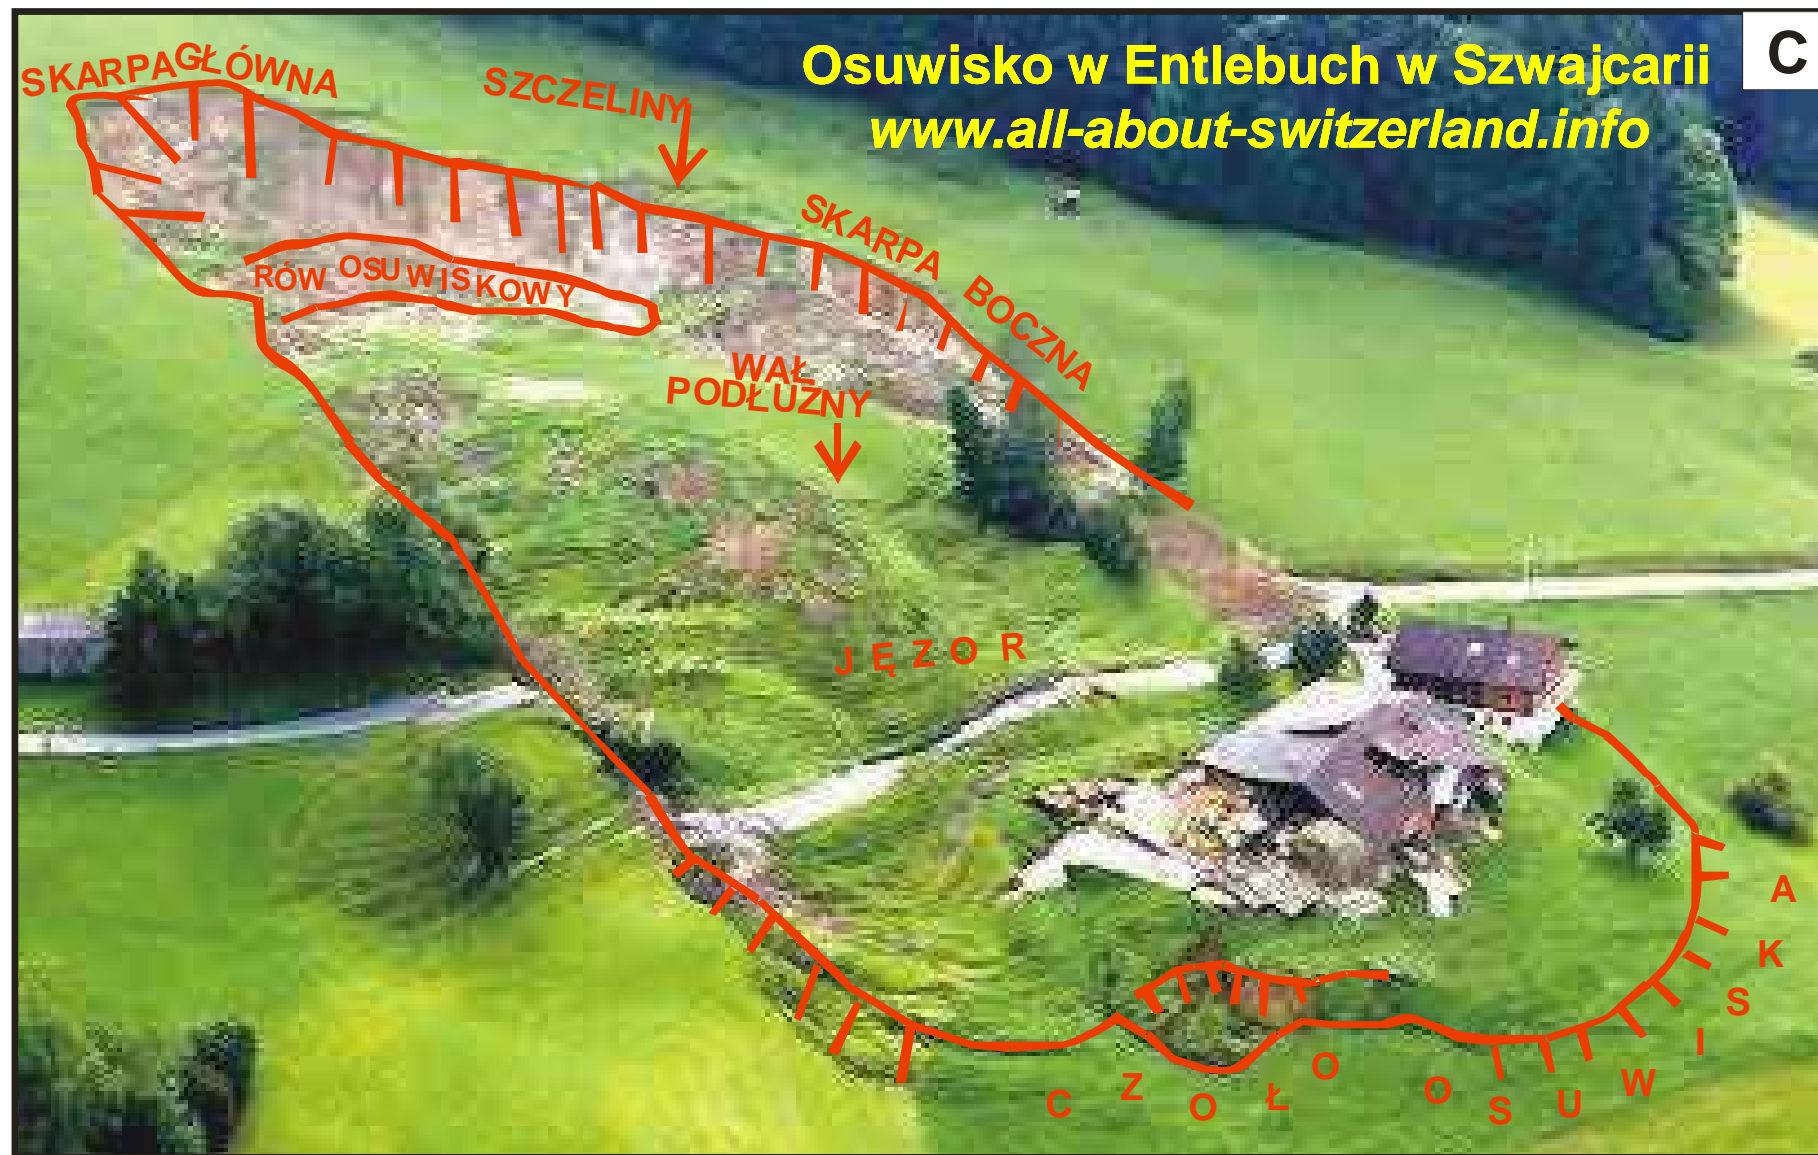 Osuwisko w Entlebuch w Szwajcarii
www.all-about-switzerland.info
C
SKARPA GŁÓWNA
SZCZELINY
SKARPA BOCZNA
RÓW OSUWISKOWY
WAŁ
PODŁUŻNY
JĘZOR
CZOŁO OSUWISKA